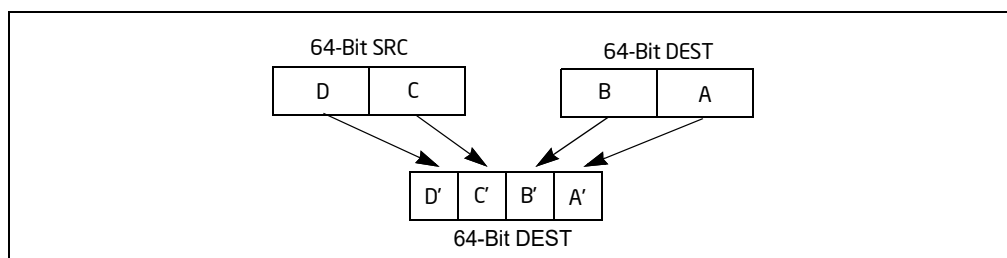 64-Bit SRC
64-Bit DEST
D C
B A
D’ C’ B’ A’
64-Bit DEST